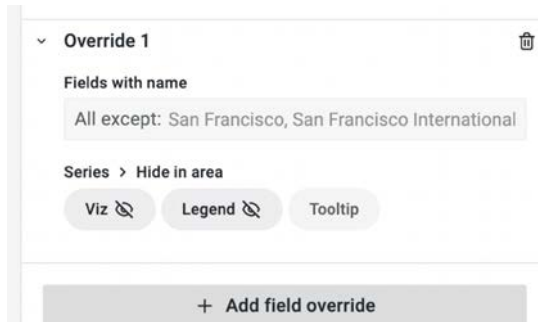 Override 1
Fields with name
All except: San Francisco, San Francisco International
Series > Hide in area
Viz Legend Tooltip
+ Add field override